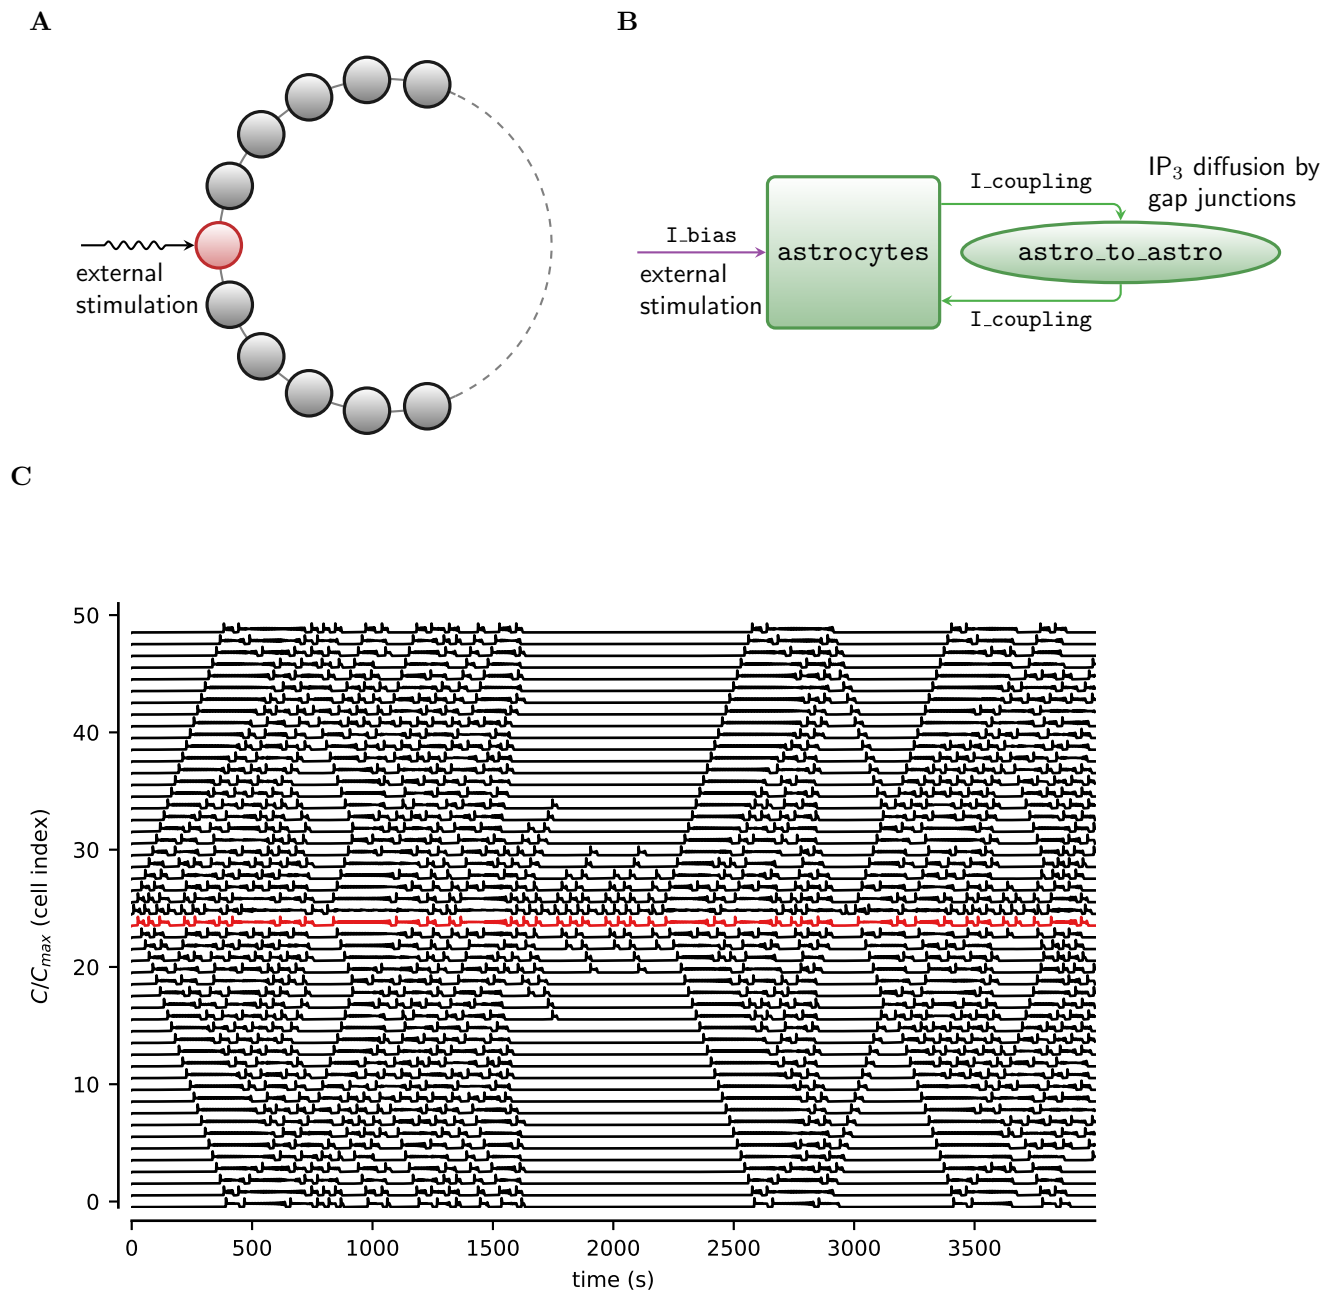 A
external
stimulation
B
I_bias
external
stimulation
astrocytes
I_coupling
astro_to_astro
I_coupling
IP₃ diffusion by
gap junctions
C
C/Cₘₐₓ (cell index)
50
40
30
20
10
0
0 500 1000 1500 2000 2500 3000 3500
time (s)